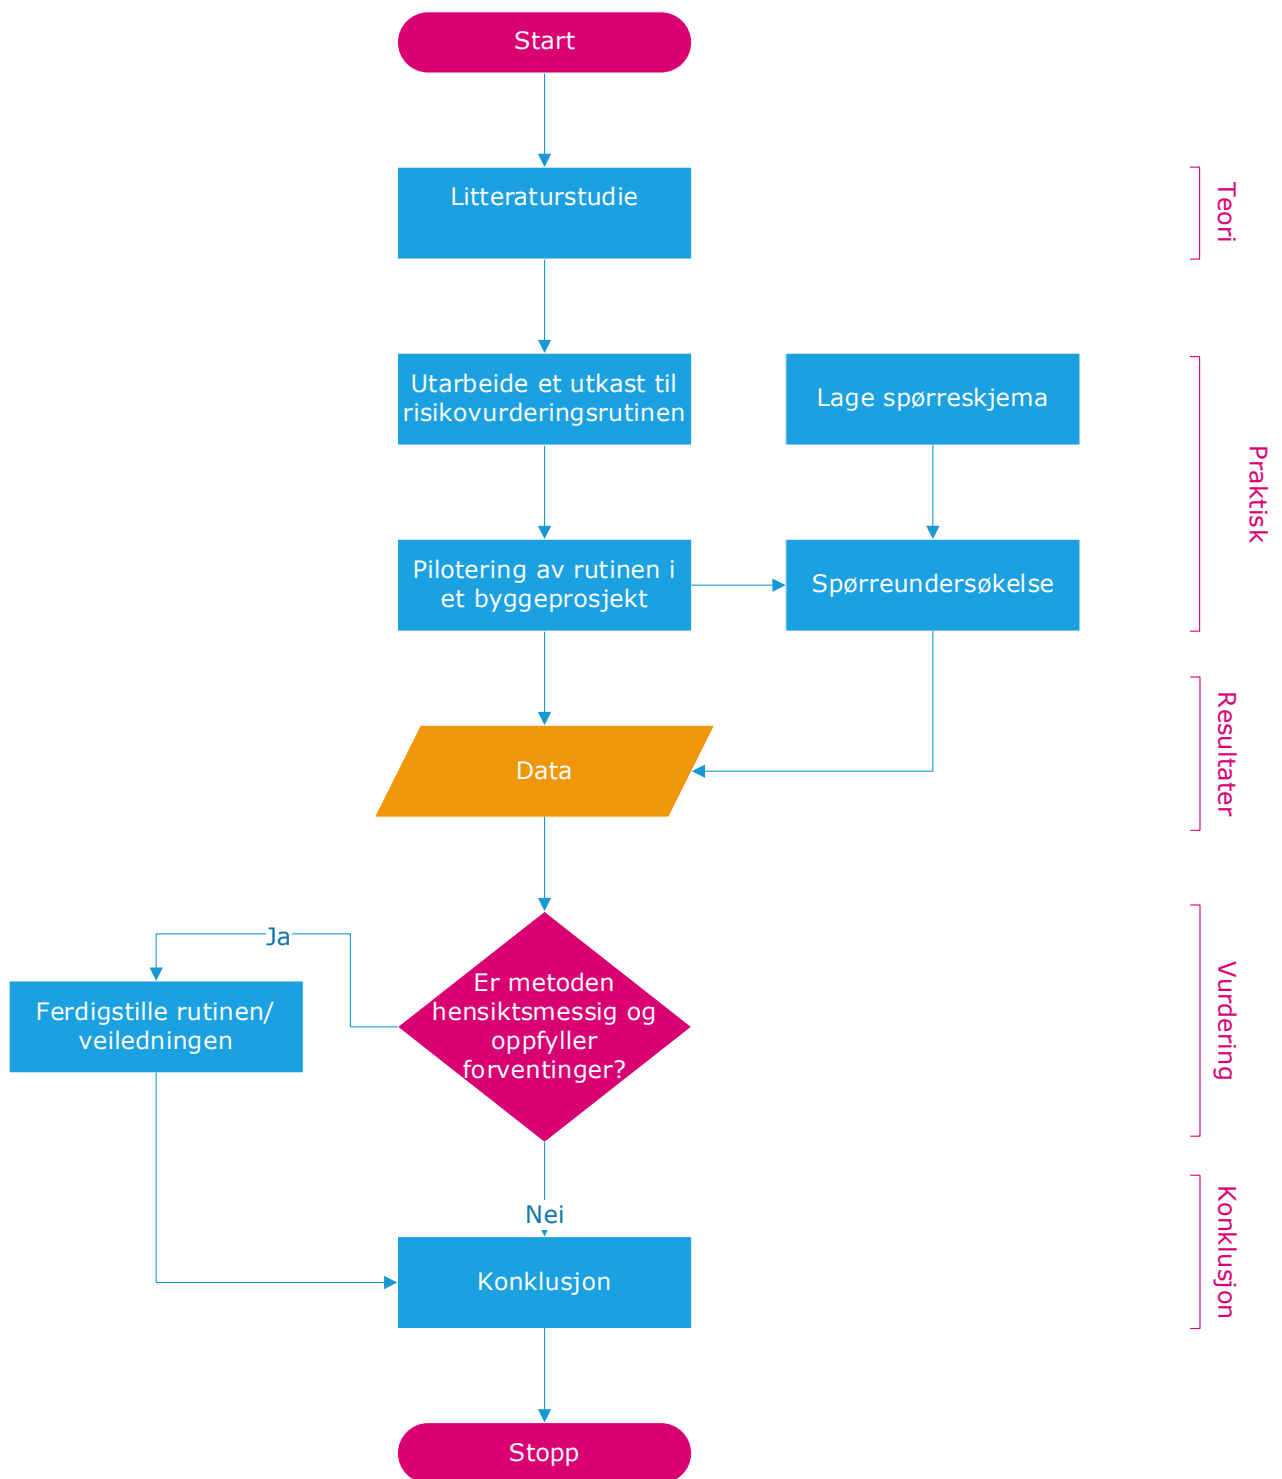 Start
Litteraturstudie
Teori
Utarbeide et utkast til
risikovurderingsrutinen
Lage spørreskjema
Praktisk
Pilotering av rutinen i
et byggeprosjekt
Spørreundersøkelse
Data
Resultater
Ja
Ferdigstille rutinen/
veiledningen
Er metoden
hensiktsmessig og
oppfyller
forventinger?
Vurdering
Nei
Konklusjon
Konklusjon
Stopp